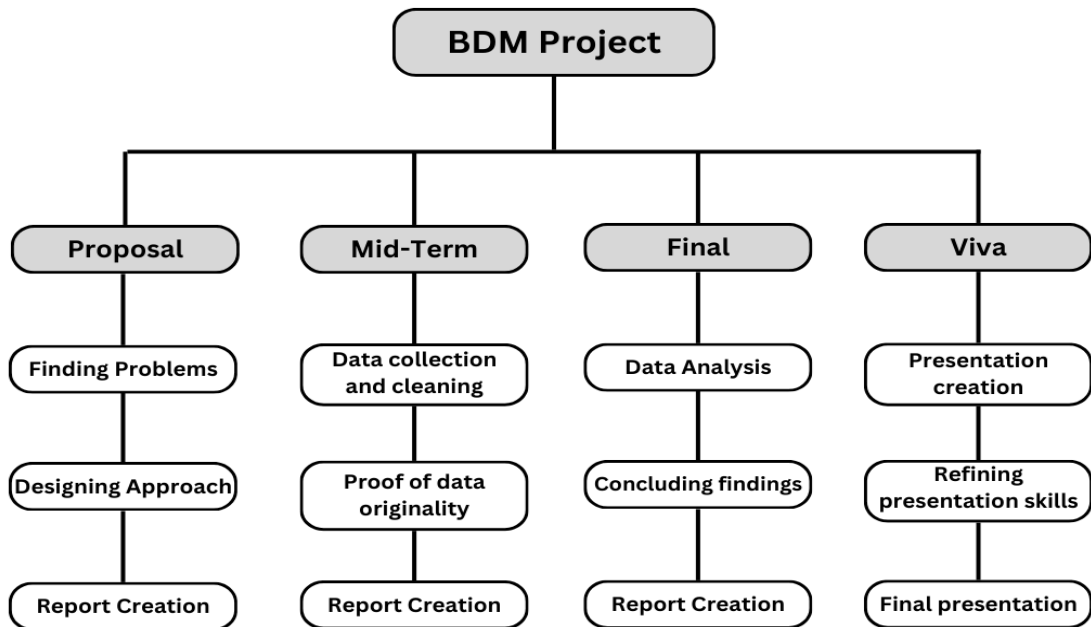 BDM Project
Proposal
Finding Problems
Designing Approach
Report Creation
Mid-Term
Data collection
and cleaning
Proof of data
originality
Report Creation
Final
Data Analysis
Concluding findings
Report Creation
Viva
Presentation
creation
Refining
presentation skills
Final presentation